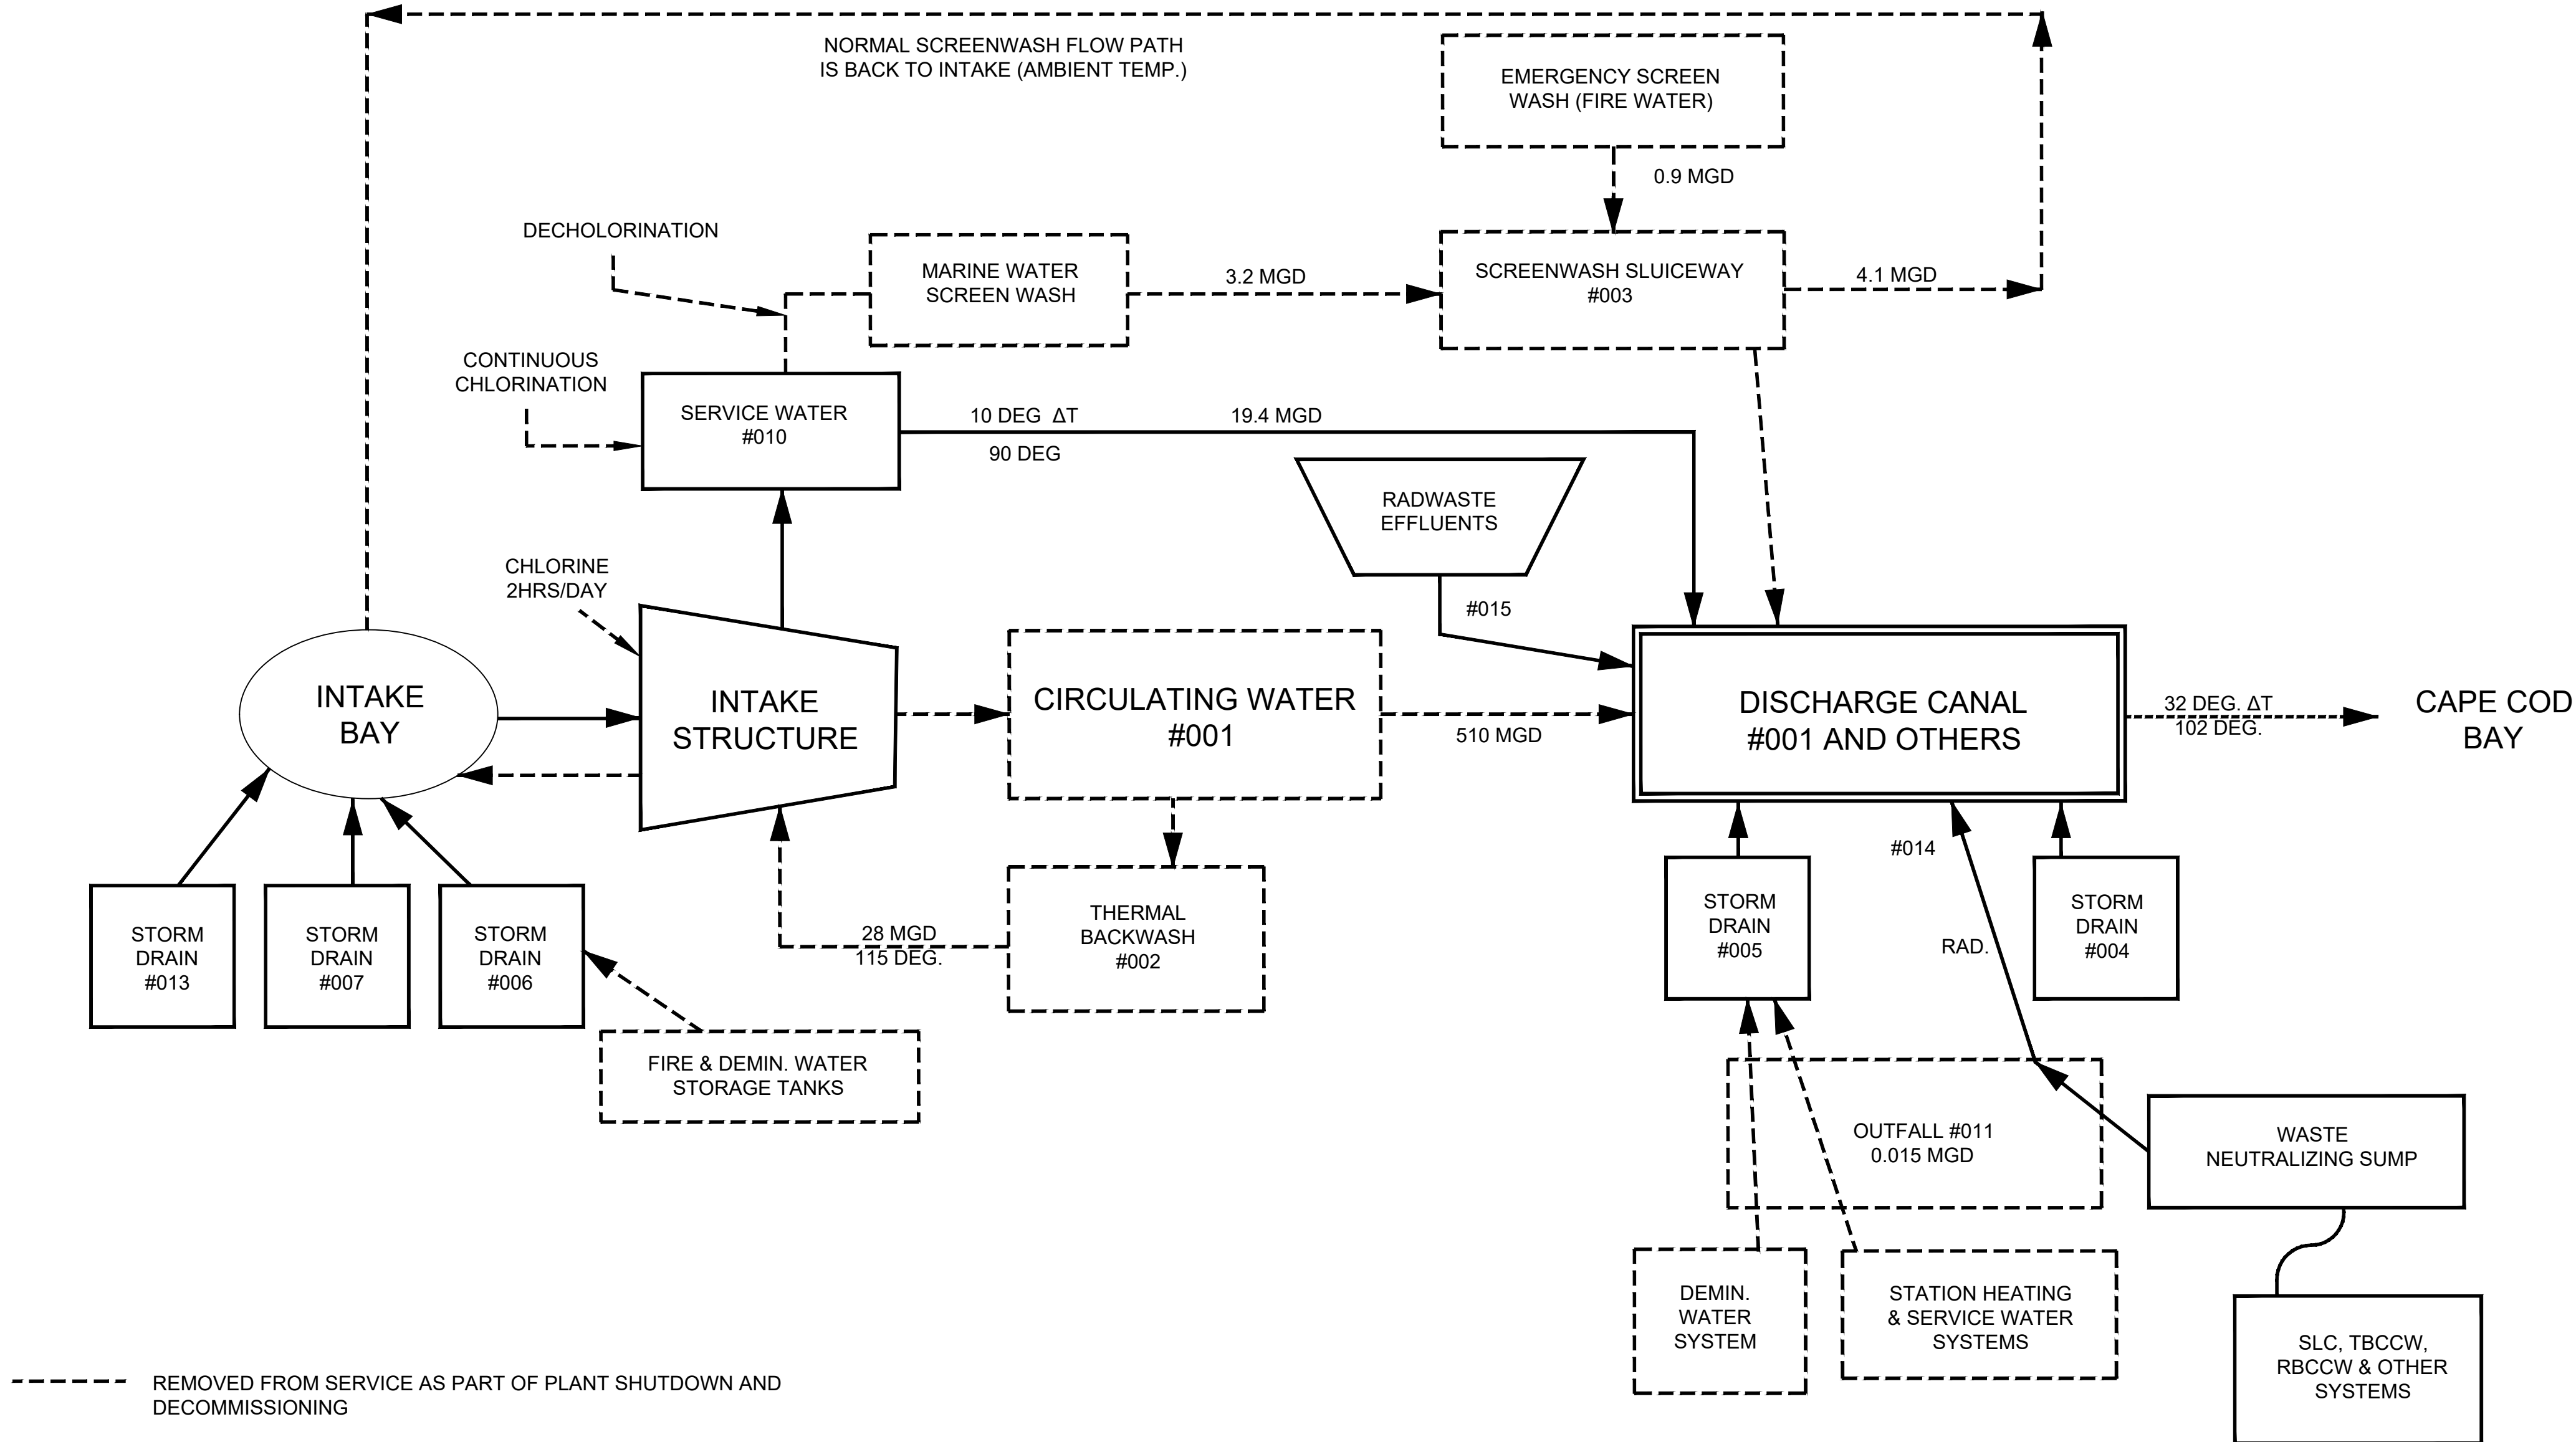 NORMAL SCREENWASH FLOW PATH
IS BACK TO INTAKE (AMBIENT TEMP.)
EMERGENCY SCREEN
WASH (FIRE WATER)
0.9 MGD
DECHOLORINATION
MARINE WATER
SCREEN WASH
3.2 MGD
SCREENWASH SLUICEWAY
#003
4.1 MGD
CONTINUOUS
CHLORINATION
SERVICE WATER
#010
10 DEG ΔT
19.4 MGD
90 DEG
RADWASTE
EFFLUENTS
#015
CHLORINE
2HRS/DAY
INTAKE
BAY
INTAKE
STRUCTURE
CIRCULATING WATER
#001
510 MGD
DISCHARGE CANAL
#001 AND OTHERS
32 DEG. ΔT
102 DEG.
CAPE COD
BAY
STORM
DRAIN
#013
STORM
DRAIN
#007
STORM
DRAIN
#006
28 MGD
115 DEG.
THERMAL
BACKWASH
#002
STORM
DRAIN
#005
#014
RAD.
STORM
DRAIN
#004
FIRE & DEMIN. WATER
STORAGE TANKS
OUTFALL #011
0.015 MGD
WASTE
NEUTRALIZING SUMP
DEMIN.
WATER
SYSTEM
STATION HEATING
& SERVICE WATER
SYSTEMS
SLC, TBCCW,
RBCCW & OTHER
SYSTEMS
REMOVED FROM SERVICE AS PART OF PLANT SHUTDOWN AND
DECOMMISSIONING